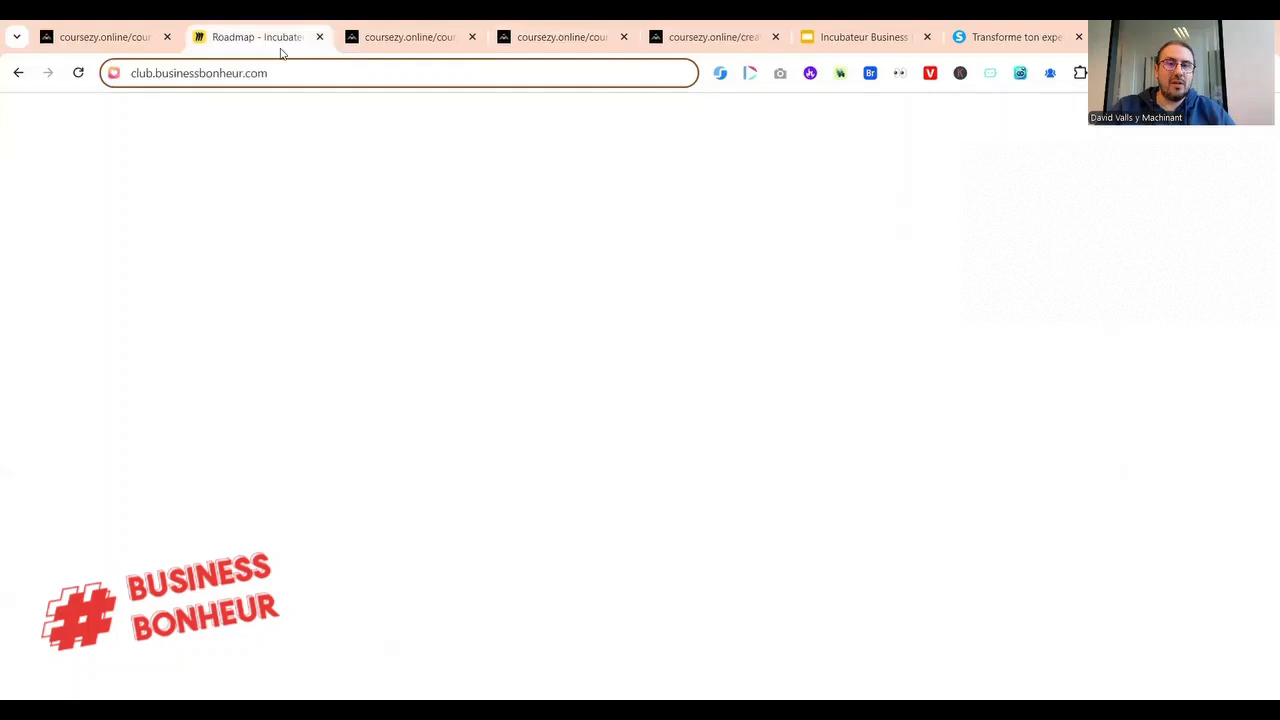 coursezy.online/cour
Roadmap - Incubate
coursezy.online/cour
coursezy.online/cour
coursezy.online/crea
Incubateur Business
Transforme ton expe
club.businessbonheur.com
Br
V
K
David Valls y Machinant
# BUSINESS
BONHEUR